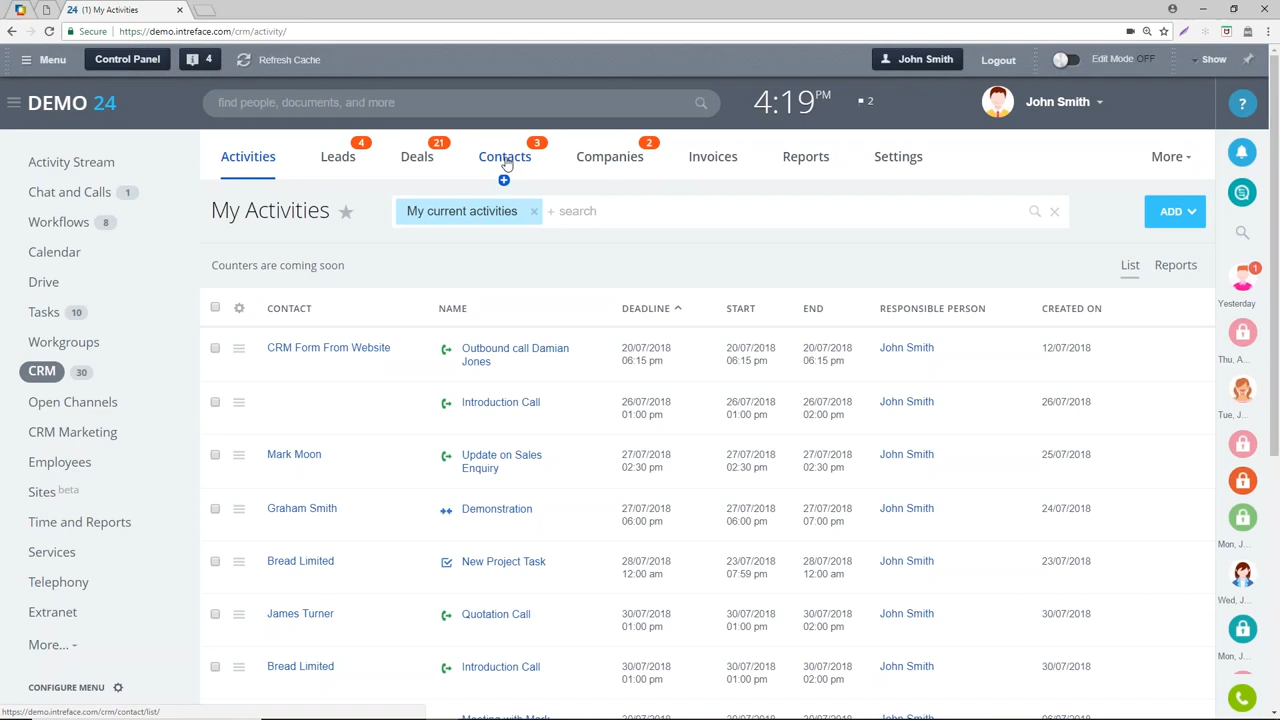 24 My Activities
Secure https://demo.intreface.com/crm/activity/
Menu Control Panel 4 Refresh Cache John Smith Logout Edit Mode OFF Show
DEMO 24 find people, documents, and more 4:19 PM 2 John Smith ?
Activity Stream
Chat and Calls 1
Workflows 8
Calendar
Drive
Tasks 10
Workgroups
CRM 30
Open Channels
CRM Marketing
Employees
Sites beta
Time and Reports
Services
Telephony
Extranet
More...
CONFIGURE MENU
https://demo.intreface.com/crm/contact/list/
4 21 3 2
Activities Leads Deals Contacts Companies Invoices Reports Settings More
My Activities My current activities + search ADD
Counters are coming soon List Reports
CONTACT NAME DEADLINE START END RESPONSIBLE PERSON CREATED ON
CRM Form From Website Outbound call Damian 20/07/2018 20/07/2018 20/07/2018 John Smith 12/07/2018
Jones 06:15 pm 06:15 pm 06:15 pm
Introduction Call 26/07/2018 26/07/2018 26/07/2018 John Smith 26/07/2018
01:00 pm 01:00 pm 02:00 pm
Mark Moon Update on Sales 27/07/2018 27/07/2018 27/07/2018 John Smith 25/07/2018
Enquiry 02:30 pm 02:30 pm 02:30 pm
Graham Smith Demonstration 27/07/2018 27/07/2018 27/07/2018 John Smith 24/07/2018
06:00 pm 06:00 pm 07:00 pm
Bread Limited New Project Task 28/07/2018 23/07/2018 28/07/2018 John Smith 23/07/2018
12:00 am 07:59 pm 12:00 am
James Turner Quotation Call 30/07/2018 30/07/2018 30/07/2018 John Smith 30/07/2018
01:00 pm 01:00 pm 02:00 pm
Bread Limited Introduction Call 30/07/2018 30/07/2018 30/07/2018 John Smith 30/07/2018
01:00 pm 01:00 pm 02:00 pm
Meeting with Mark
1
Yesterday
Thu, A...
Tue, J...
Mon, J...
Wed, J...
Mon, J...